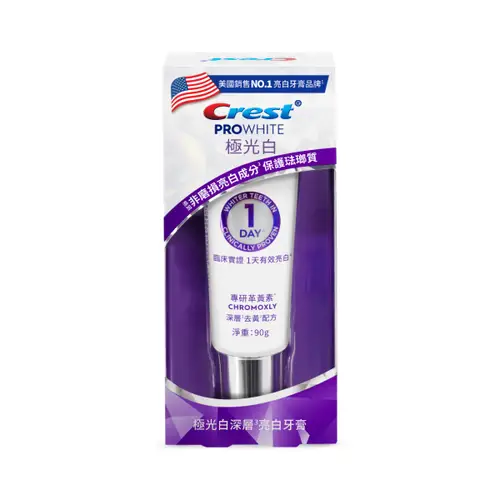 美國銷售NO.1亮白牙膏品牌
Crest®
PROWHITE
極光白
非磨損亮白成分 保護琺瑯質
WHITER TEETH IN
1
DAY
CLINICALLY PROVEN
臨床實證 1天有效亮白
專研革黃素
CHROMOXLY
深層去黃配方
淨重:90g
極光白深層亮白牙膏